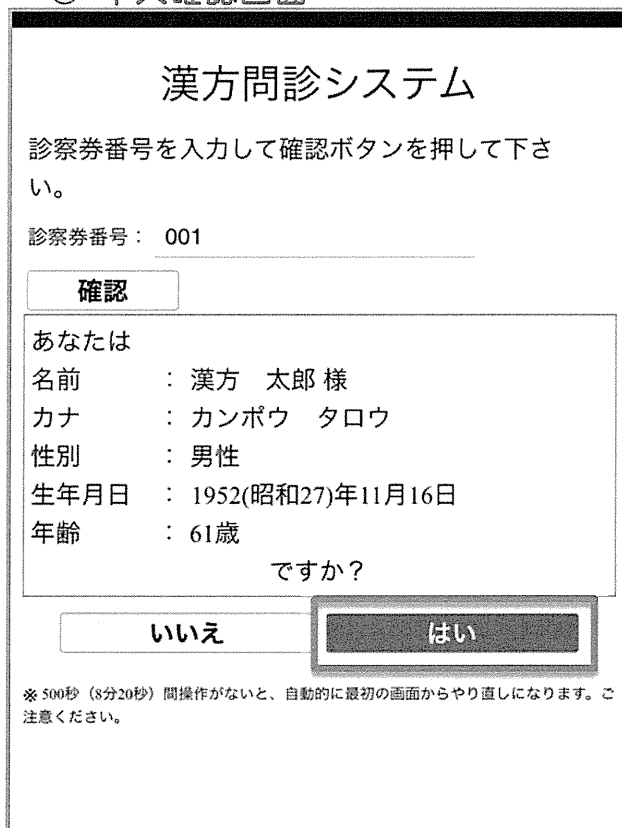 漢方問診システム
診察券番号を入力して確認ボタンを押して下さ
い。
診察券番号： 001
確認
あなたは
名前 ： 漢方　太郎 様
カナ ： カンポウ　タロウ
性別 ： 男性
生年月日 ： 1952(昭和27)年11月16日
年齢 ： 61歳
ですか？
いいえ はい
※ 500秒（8分20秒）間操作がないと、自動的に最初の画面からやり直しになります。ご
注意ください。